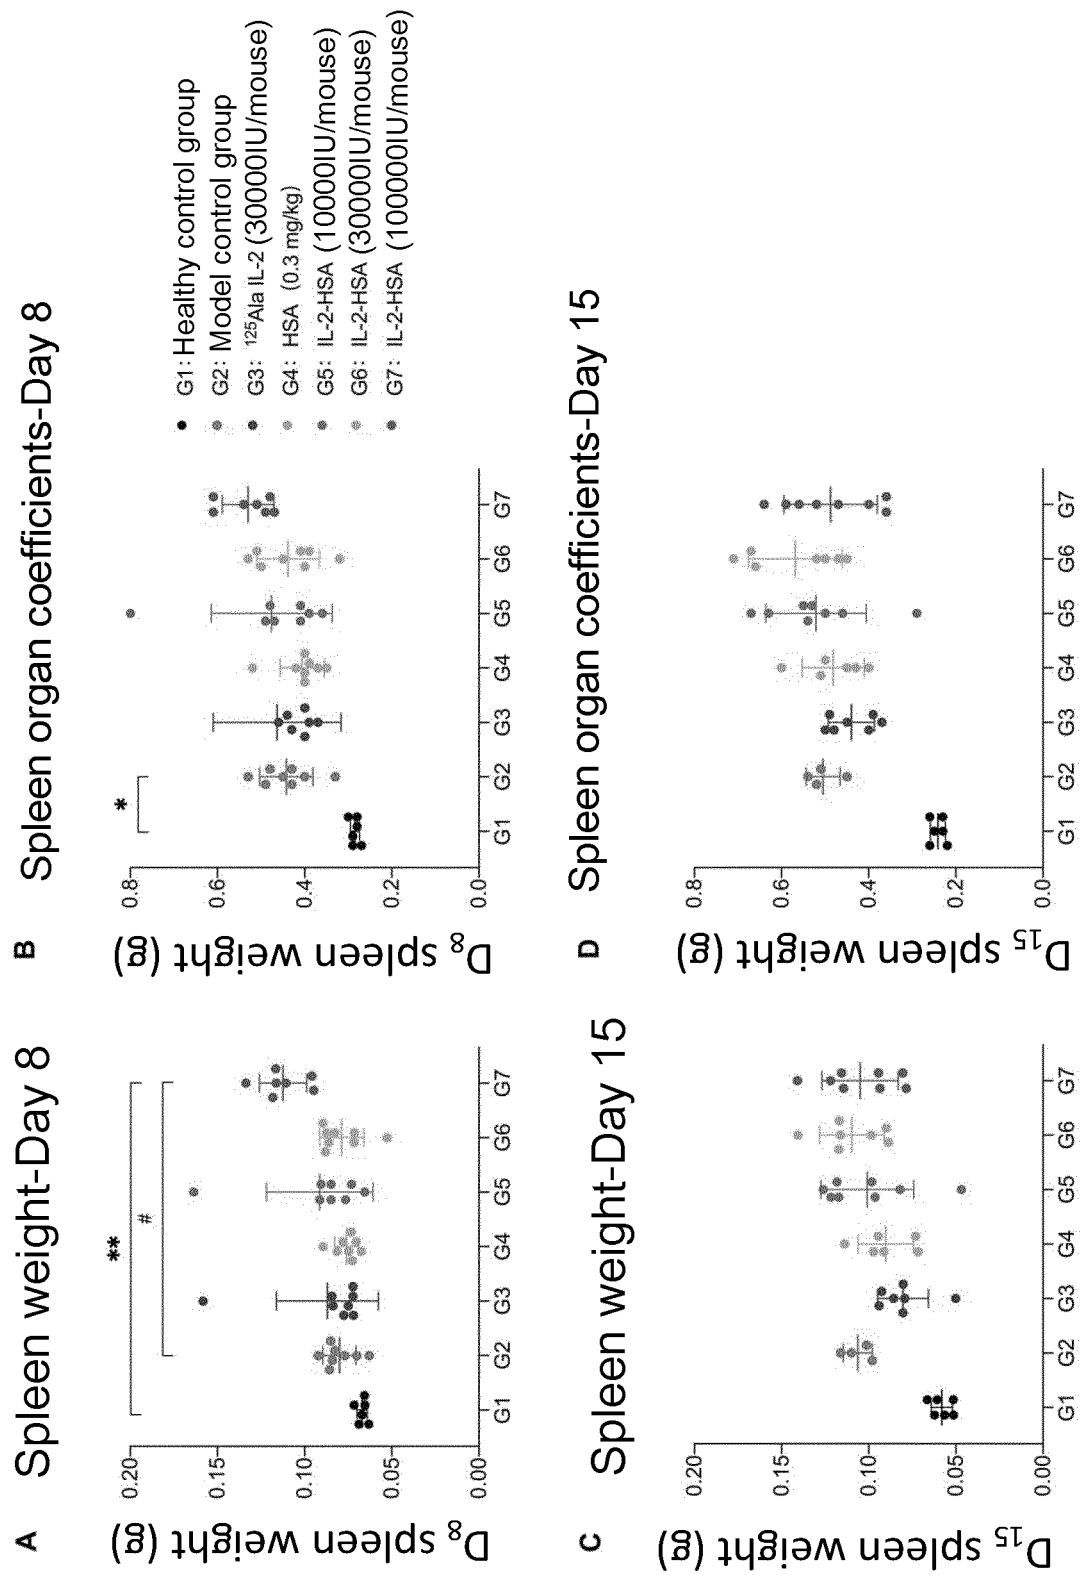 A
Spleen weight-Day 8
D8 spleen weight (g)
0.20
0.15
0.10
0.05
0.00
**
#
G1 G2 G3 G4 G5 G6 G7
B
Spleen organ coefficients-Day 8
D8 spleen weight (g)
0.8
0.6
0.4
0.2
0.0
*
G1 G2 G3 G4 G5 G6 G7
G1: Healthy control group
G2: Model control group
G3: 125Ala IL-2 (30000IU/mouse)
G4: HSA (0.3 mg/kg)
G5: IL-2-HSA (10000IU/mouse)
G6: IL-2-HSA (30000IU/mouse)
G7: IL-2-HSA (100000IU/mouse)
C
Spleen weight-Day 15
D15 spleen weight (g)
0.20
0.15
0.10
0.05
0.00
G1 G2 G3 G4 G5 G6 G7
D
Spleen organ coefficients-Day 15
D15 spleen weight (g)
0.8
0.6
0.4
0.2
0.0
G1 G2 G3 G4 G5 G6 G7